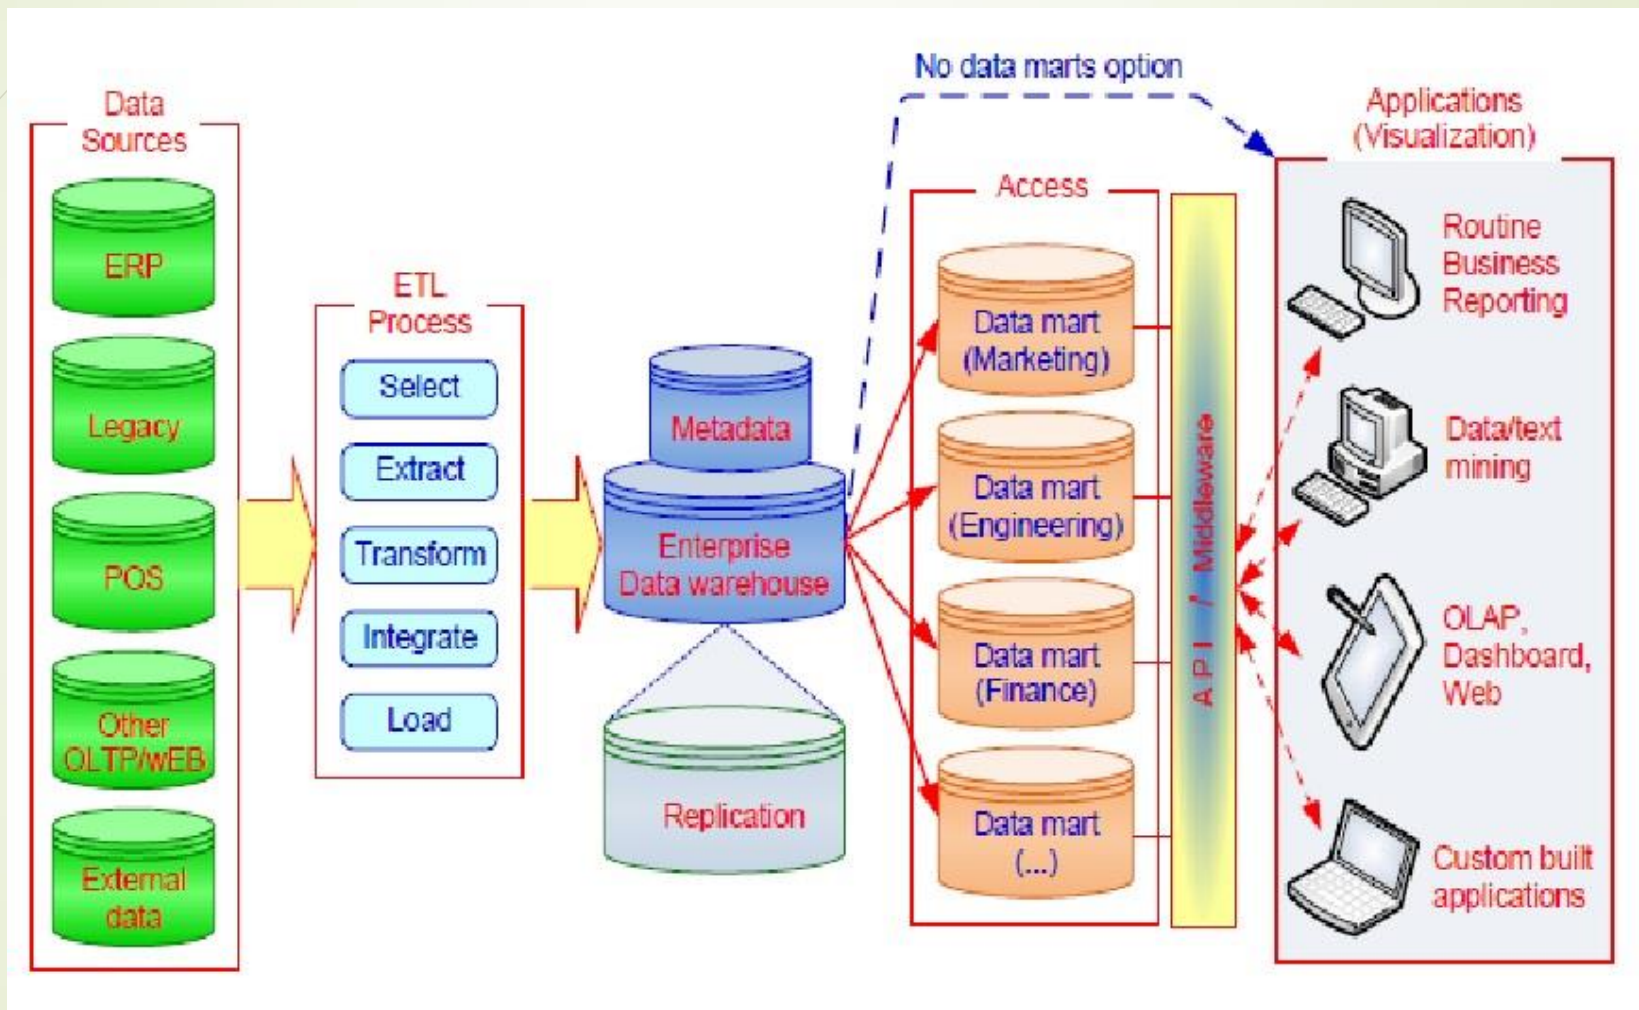 No data marts option
Data
Sources
ERP
Legacy
POS
Other
OLTP/wEB
External
data
ETL
Process
Select
Extract
Transform
Integrate
Load
Metadata
Enterprise
Data warehouse
Replication
Access
Data mart
(Marketing)
Data mart
(Engineering)
Data mart
(Finance)
Data mart
(...)
API / Middleware
Applications
(Visualization)
Routine
Business
Reporting
Data/text
mining
OLAP,
Dashboard,
Web
Custom built
applications